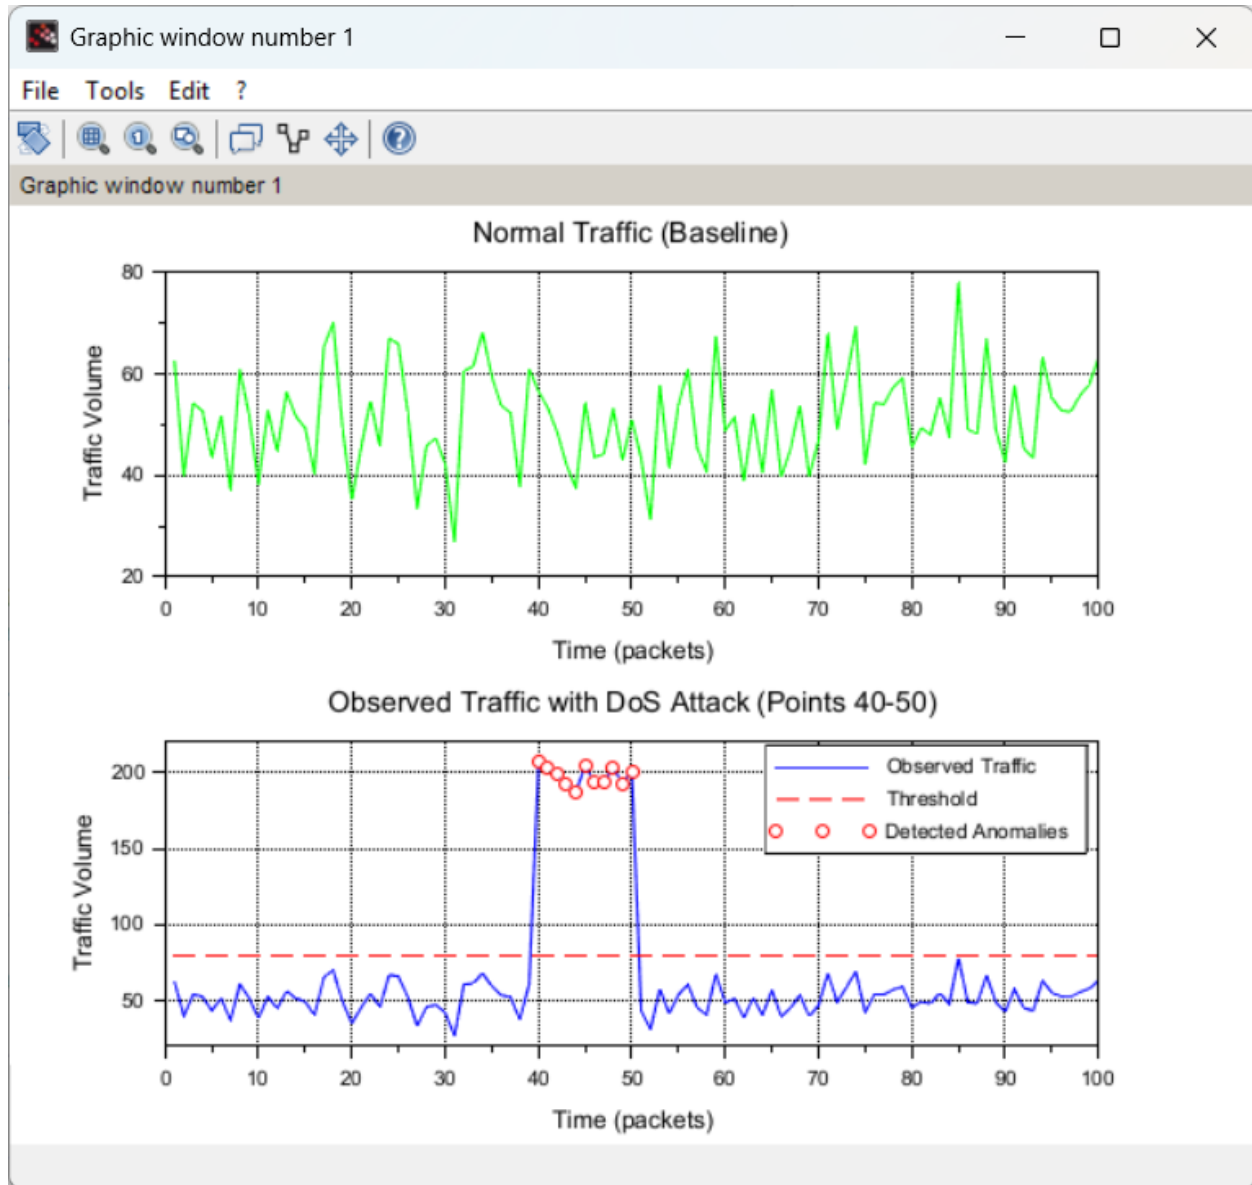 Graphic window number 1
File Tools Edit ?
Graphic window number 1
Normal Traffic (Baseline)
80
60
40
20
Traffic Volume
0 10 20 30 40 50 60 70 80 90 100
Time (packets)
Observed Traffic with DoS Attack (Points 40-50)
200
150
100
50
Traffic Volume
Observed Traffic
Threshold
Detected Anomalies
0 10 20 30 40 50 60 70 80 90 100
Time (packets)